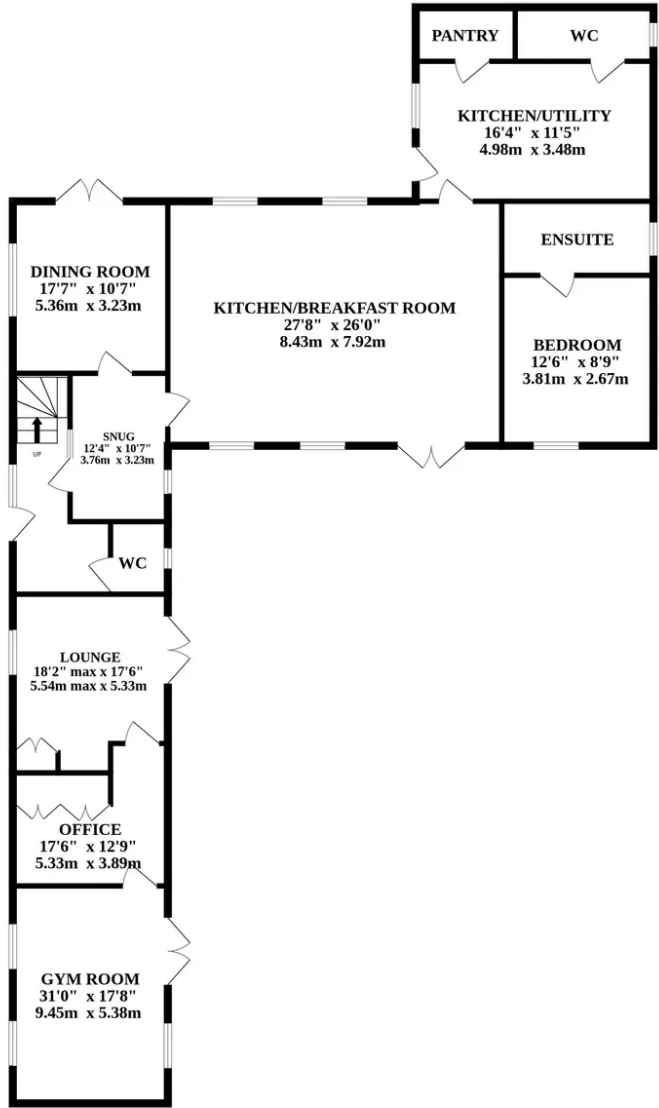 PANTRY
WC
KITCHEN/UTILITY
16'4" x 11'5"
4.98m x 3.48m
ENSUITE
DINING ROOM
17'7" x 10'7"
5.36m x 3.23m
KITCHEN/BREAKFAST ROOM
27'8" x 26'0"
8.43m x 7.92m
BEDROOM
12'6" x 8'9"
3.81m x 2.67m
SNUG
12'4" x 10'7"
3.76m x 3.23m
UP
WC
LOUNGE
18'2" max x 17'6"
5.54m max x 5.33m
OFFICE
17'6" x 12'9"
5.33m x 3.89m
GYM ROOM
31'0" x 17'8"
9.45m x 5.38m